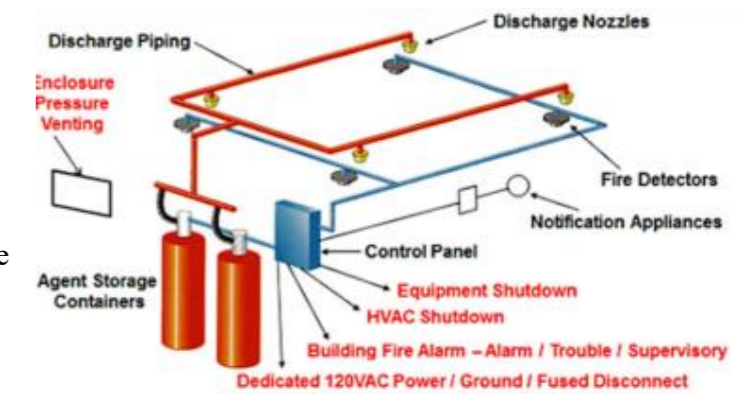 Discharge Nozzles
Discharge Piping
Enclosure
Pressure
Venting
Fire Detectors
Notification Appliances
e
Control Panel
Agent Storage
Containers
Equipment Shutdown
HVAC Shutdown
Building Fire Alarm – Alarm / Trouble / Supervisory
Dedicated 120VAC Power / Ground / Fused Disconnect